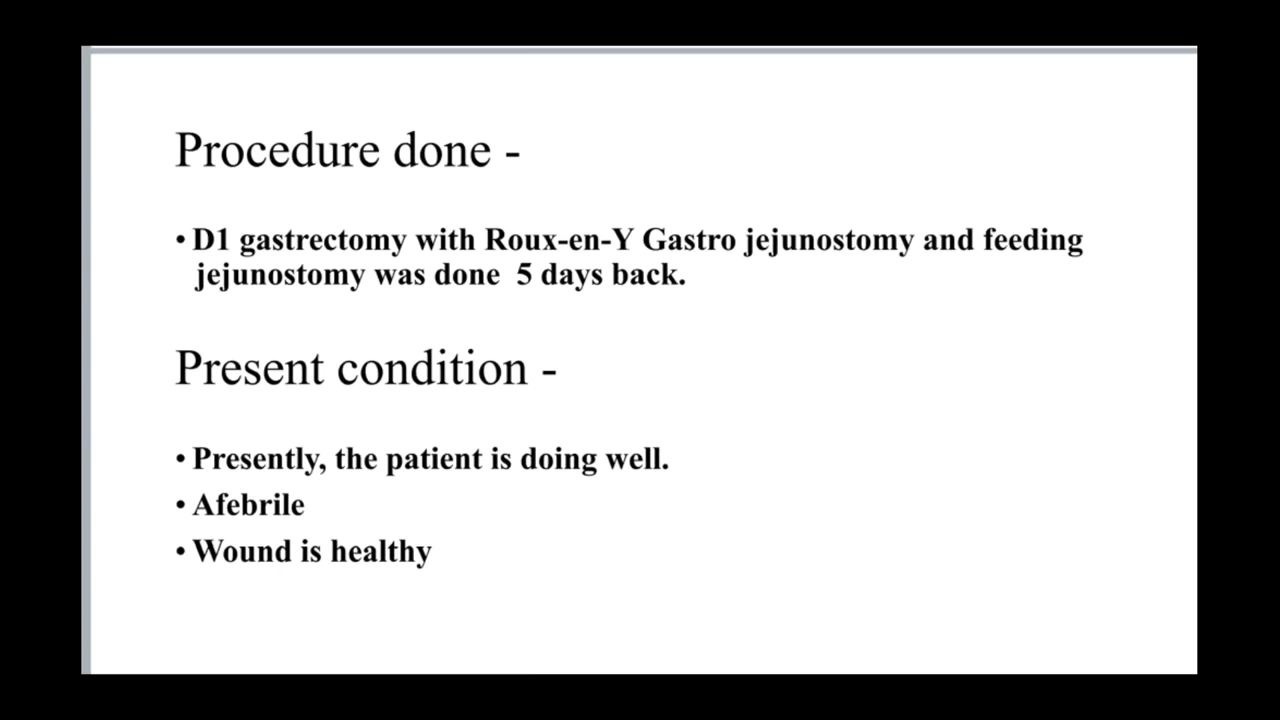 Procedure done -
• D1 gastrectomy with Roux-en-Y Gastro jejunostomy and feeding
jejunostomy was done  5 days back.
Present condition -
• Presently, the patient is doing well.
• Afebrile
• Wound is healthy